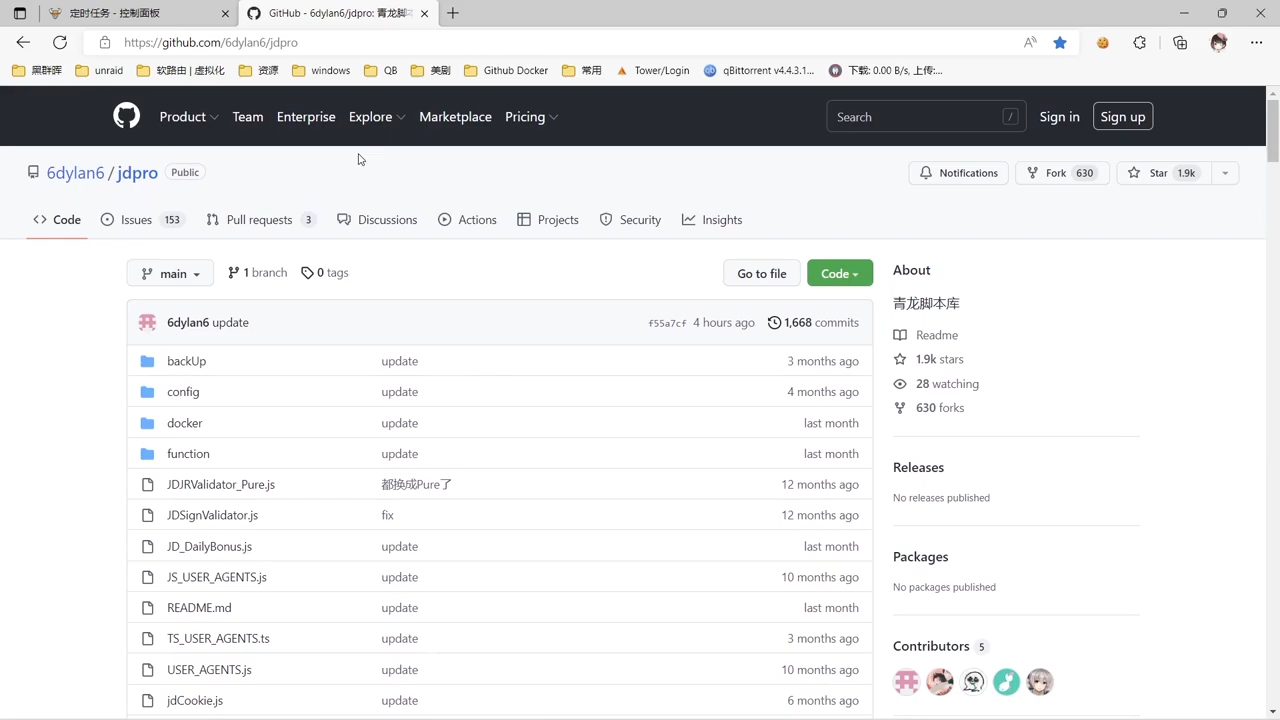 定时任务 - 控制面板
GitHub - 6dylan6/jdpro: 青龙脚本
https://github.com/6dylan6/jdpro
黑群晖
unraid
软路由 | 虚拟化
资源
windows
QB
美剧
Github Docker
常用
Tower/Login
qBittorrent v4.4.3.1...
下载: 0.00 B/s, 上传:...
Product
Team
Enterprise
Explore
Marketplace
Pricing
Search /
Sign in
Sign up
6dylan6/jdpro Public
Notifications
Fork 630
Star 1.9k
Code
Issues 153
Pull requests 3
Discussions
Actions
Projects
Security
Insights
main
1 branch
0 tags
Go to file
Code
6dylan6 update f55a7cf 4 hours ago 1,668 commits
backUp update 3 months ago
config update 4 months ago
docker update last month
function update last month
JDJRValidator_Pure.js 都换成Pure了 12 months ago
JDSignValidator.js fix 12 months ago
JD_DailyBonus.js update last month
JS_USER_AGENTS.js update 10 months ago
README.md update last month
TS_USER_AGENTS.ts update 3 months ago
USER_AGENTS.js update 10 months ago
jdCookie.js update 6 months ago
About
青龙脚本库
Readme
1.9k stars
28 watching
630 forks
Releases
No releases published
Packages
No packages published
Contributors 5